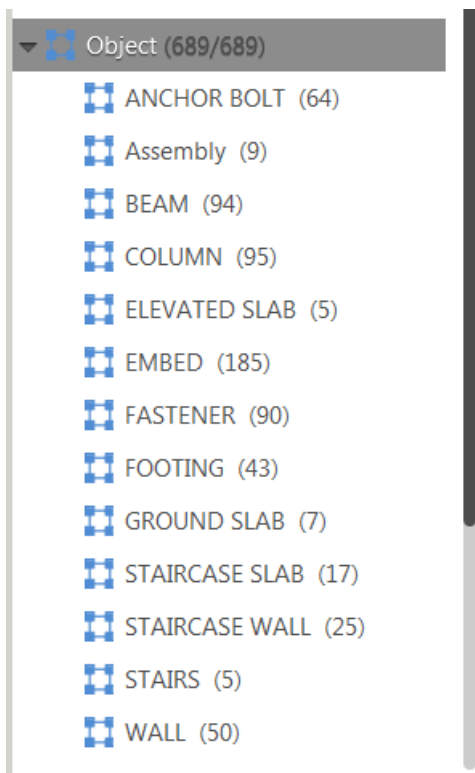 Object (689/689)
ANCHOR BOLT (64)
Assembly (9)
BEAM (94)
COLUMN (95)
ELEVATED SLAB (5)
EMBED (185)
FASTENER (90)
FOOTING (43)
GROUND SLAB (7)
STAIRCASE SLAB (17)
STAIRCASE WALL (25)
STAIRS (5)
WALL (50)